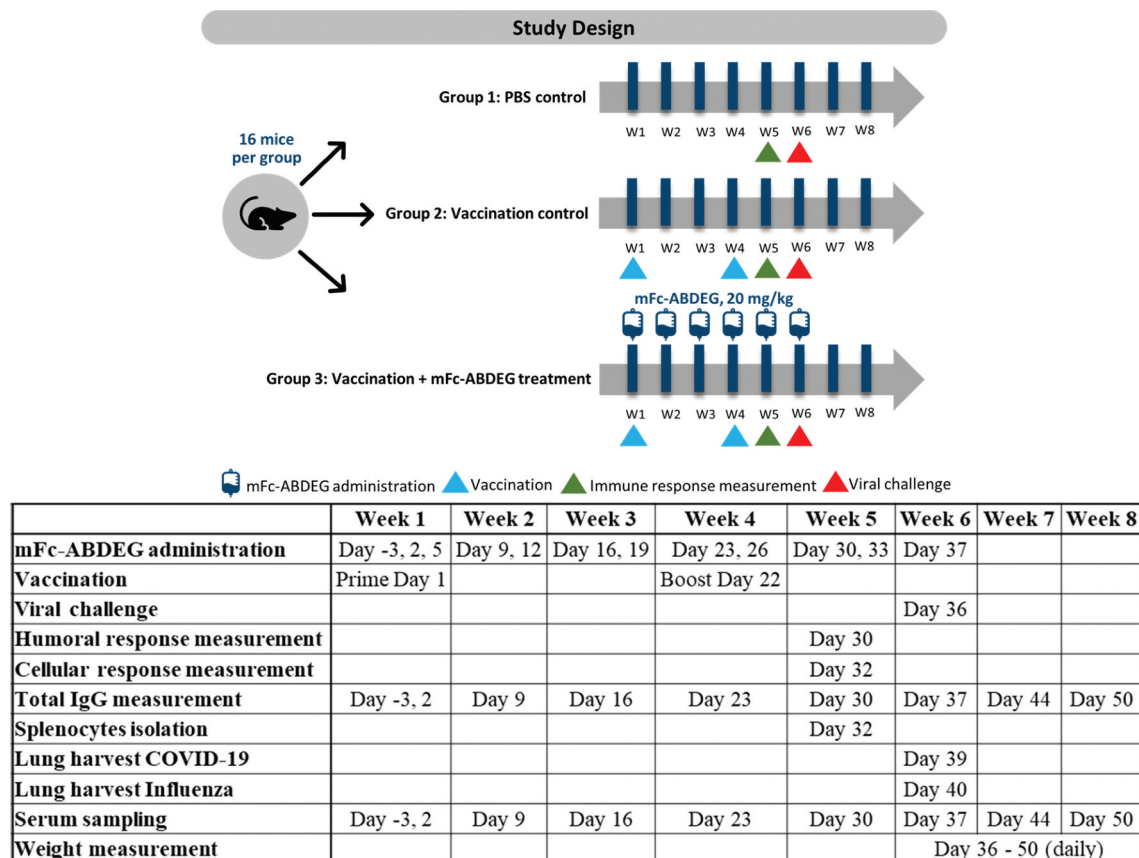 Study Design
Group 1: PBS control
W1 W2 W3 W4 W5 W6 W7 W8
16 mice
per group
Group 2: Vaccination control
W1 W2 W3 W4 W5 W6 W7 W8
mFc-ABDEG, 20 mg/kg
Group 3: Vaccination + mFc-ABDEG treatment
W1 W2 W3 W4 W5 W6 W7 W8
mFc-ABDEG administration Vaccination Immune response measurement Viral challenge
Week 1 Week 2 Week 3 Week 4 Week 5 Week 6 Week 7 Week 8
mFc-ABDEG administration Day -3, 2, 5 Day 9, 12 Day 16, 19 Day 23, 26 Day 30, 33 Day 37
Vaccination Prime Day 1 Boost Day 22
Viral challenge Day 36
Humoral response measurement Day 30
Cellular response measurement Day 32
Total IgG measurement Day -3, 2 Day 9 Day 16 Day 23 Day 30 Day 37 Day 44 Day 50
Splenocytes isolation Day 32
Lung harvest COVID-19 Day 39
Lung harvest Influenza Day 40
Serum sampling Day -3, 2 Day 9 Day 16 Day 23 Day 30 Day 37 Day 44 Day 50
Weight measurement Day 36 - 50 (daily)